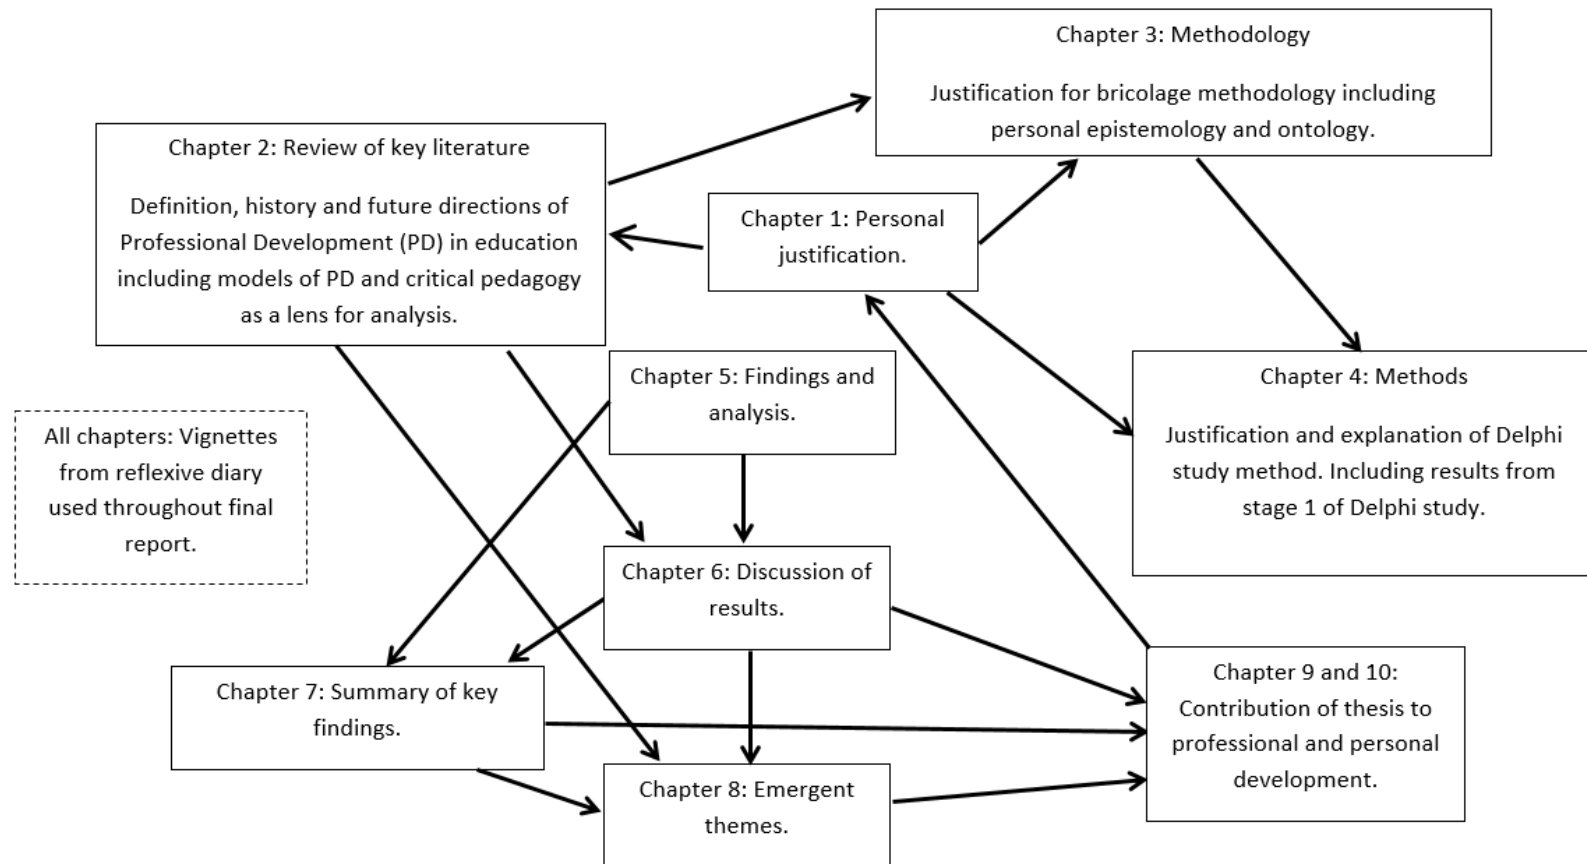 Chapter 3: Methodology
Justification for bricolage methodology including
personal epistemology and ontology.
Chapter 2: Review of key literature
Definition, history and future directions of
Professional Development (PD) in education
including models of PD and critical pedagogy
as a lens for analysis.
Chapter 1: Personal
justification.
Chapter 5: Findings and
analysis.
Chapter 4: Methods
Justification and explanation of Delphi
study method. Including results from
stage 1 of Delphi study.
All chapters: Vignettes
from reflexive diary
used throughout final
report.
Chapter 6: Discussion of
results.
Chapter 7: Summary of key
findings.
Chapter 9 and 10:
Contribution of thesis to
professional and personal
development.
Chapter 8: Emergent
themes.